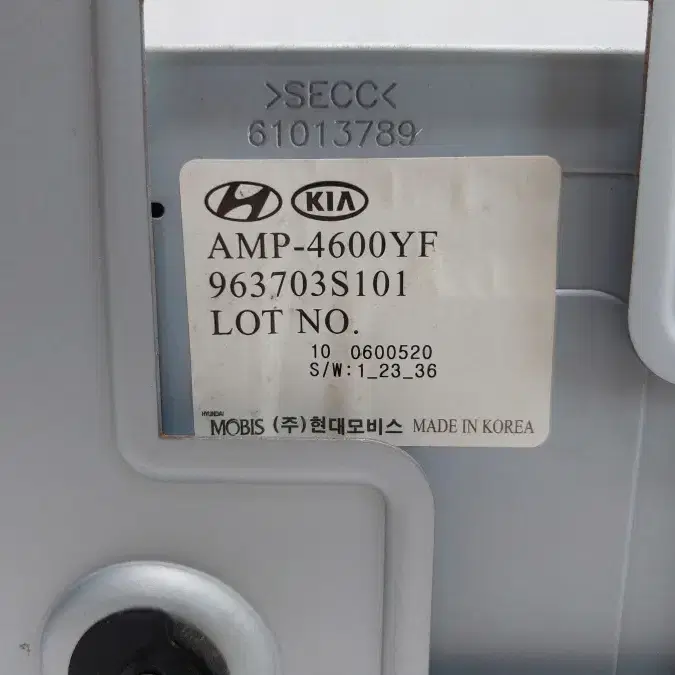 >SECC<
61013789
KIA
AMP-4600YF
963703S101
LOT NO.
10 0600520
S/W:1_23_36
HYUNDAI
MOBIS (주)현대모비스 MADE IN KOREA